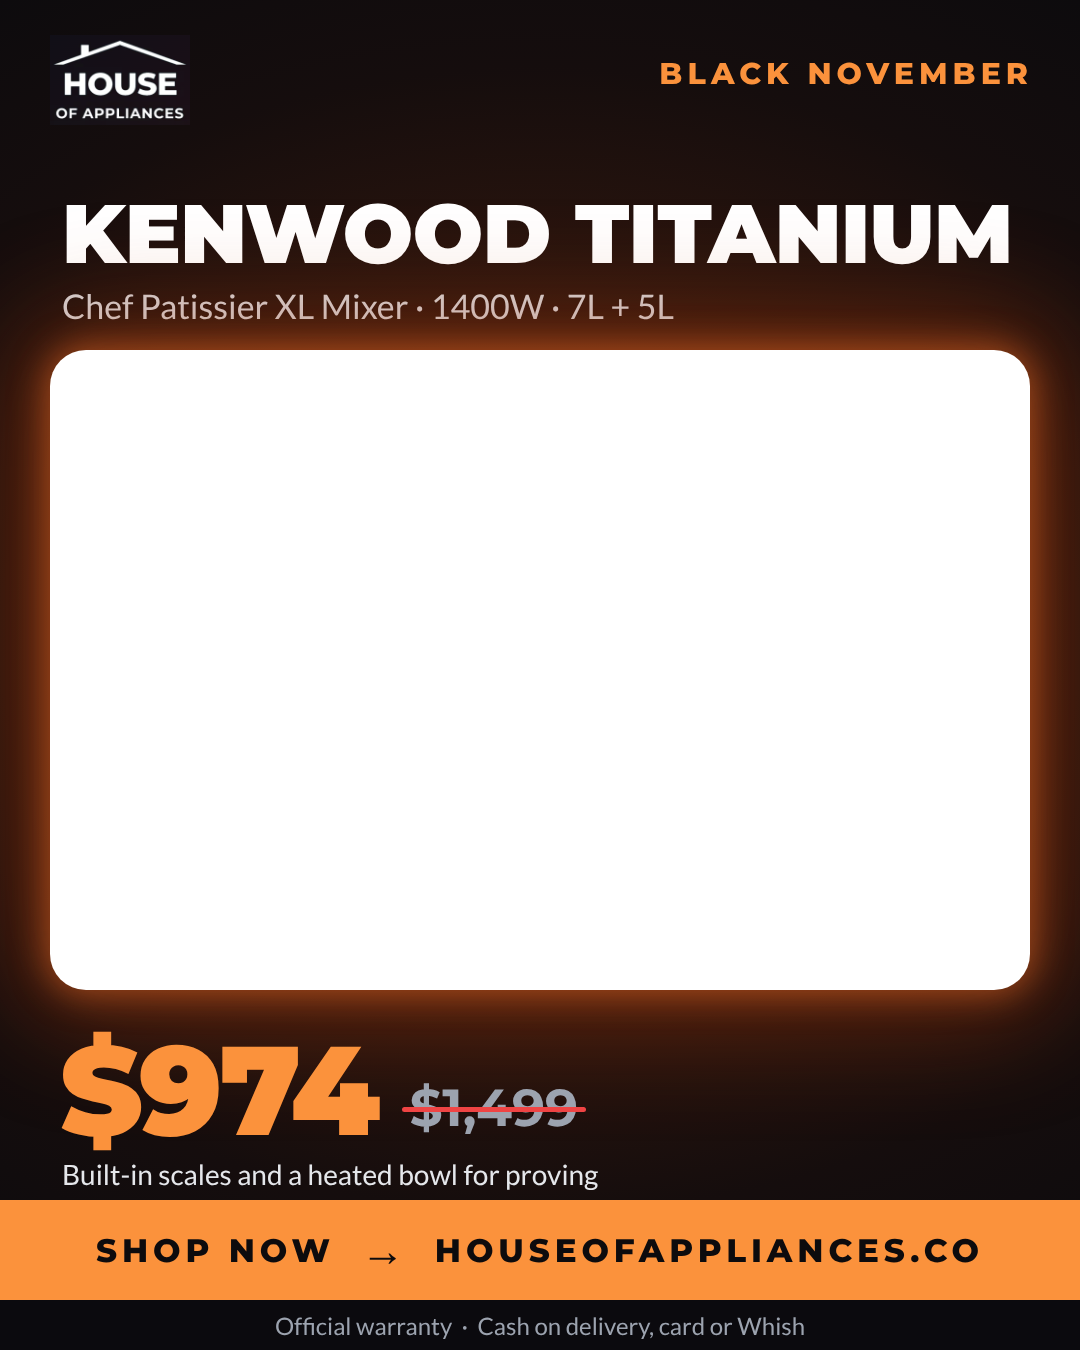 HOUSE
OF APPLIANCES
BLACK NOVEMBER
KENWOOD TITANIUM
Chef Patissier XL Mixer · 1400W · 7L + 5L
$974 $1,499
Built-in scales and a heated bowl for proving
SHOP NOW → HOUSEOFAPPLIANCES.CO
Official warranty · Cash on delivery, card or Whish